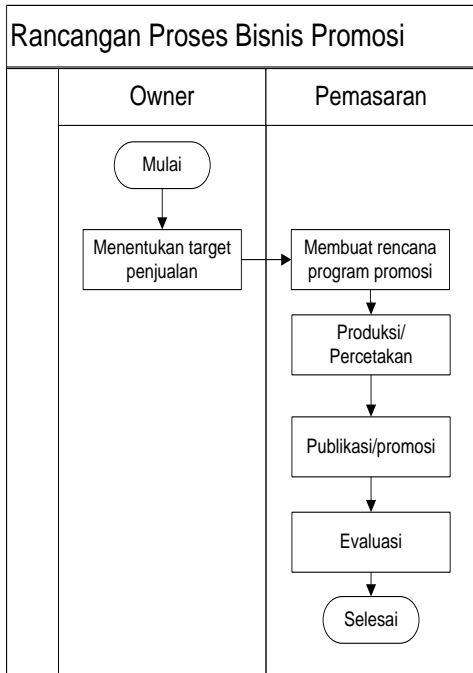 Rancangan Proses Bisnis Promosi
Owner
Pemasaran
Mulai
Menentukan target
penjualan
Membuat rencana
program promosi
Produksi/
Percetakan
Publikasi/promosi
Evaluasi
Selesai